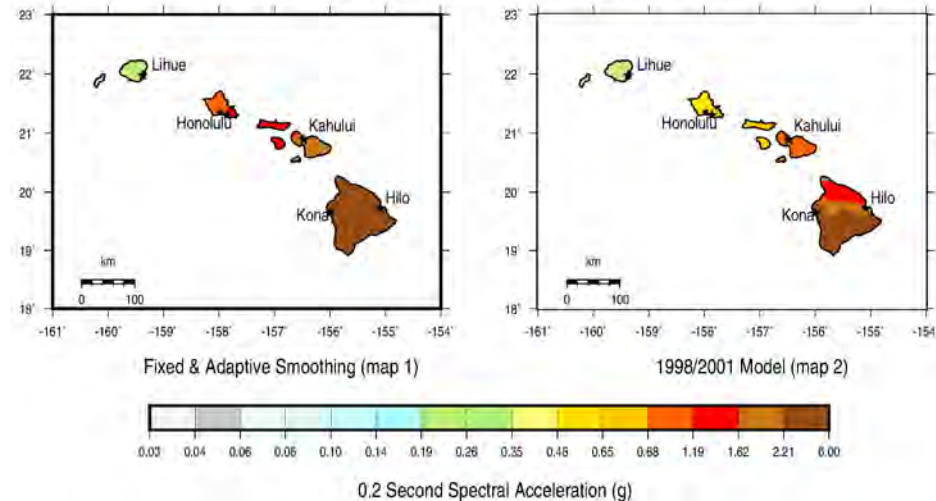 23˚
22˚
21˚
20˚
19˚
18˚
Lihue
Honolulu
Kahului
Hilo
Kona
km
0 100
-161˚ -160˚ -159˚ -158˚ -157˚ -156˚ -155˚ -154˚
Fixed & Adaptive Smoothing (map 1)
23˚
22˚
21˚
20˚
19˚
18˚
Lihue
Honolulu
Kahului
Hilo
Kona
km
0 100
-161˚ -160˚ -159˚ -158˚ -157˚ -156˚ -155˚ -154
1998/2001 Model (map 2)
0.03 0.04 0.06 0.08 0.10 0.14 0.19 0.26 0.35 0.48 0.65 0.68 1.19 1.62 2.21 6.00
0.2 Second Spectral Acceleration (g)